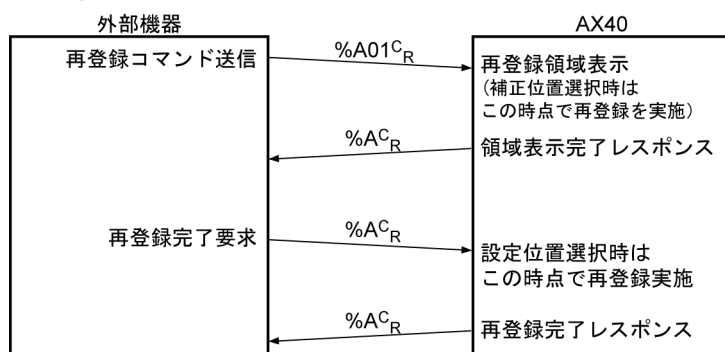 外部機器
AX40
再登録コマンド送信
%A01CR
再登録領域表示
(補正位置選択時は
この時点で再登録を実施)
%ACR
領域表示完了レスポンス
再登録完了要求
%ACR
設定位置選択時は
この時点で再登録実施
%ACR
再登録完了レスポンス